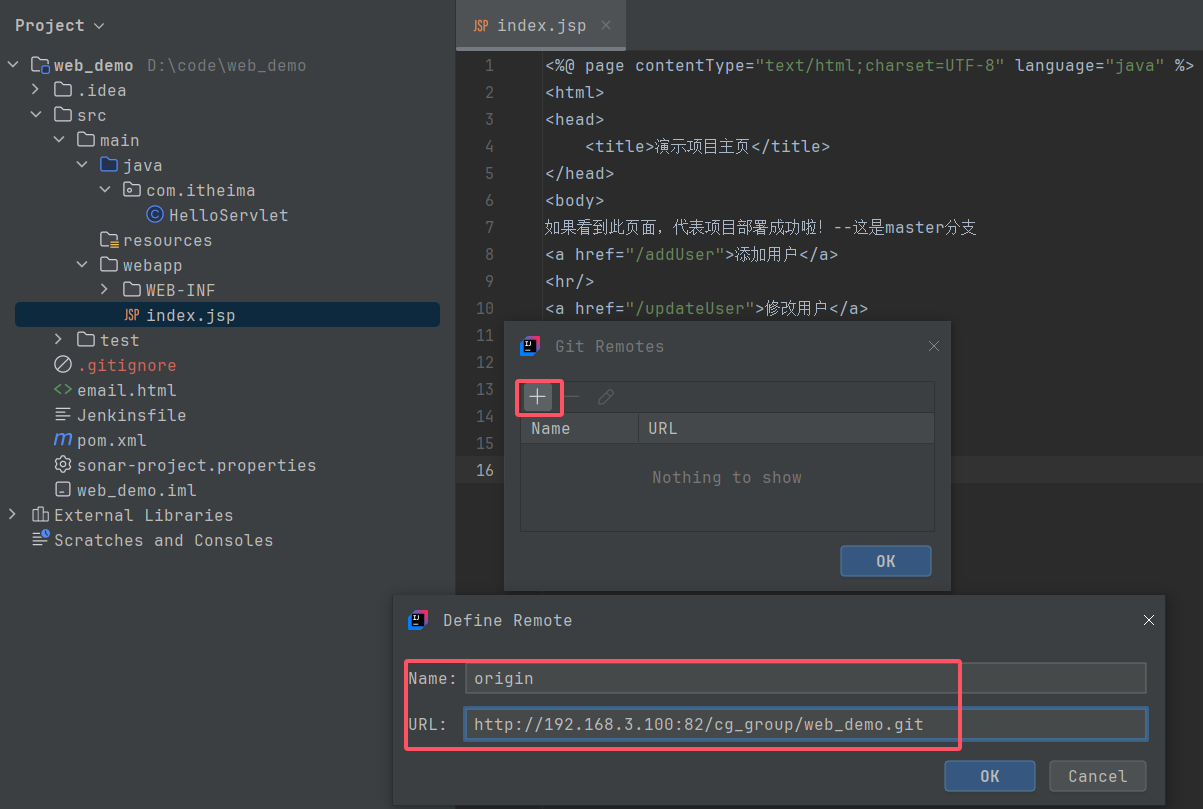 Project
web_demo D:\code\web_demo
.idea
src
main
java
com.itheima
HelloServlet
resources
webapp
WEB-INF
JSP index.jsp
test
.gitignore
email.html
Jenkinsfile
m pom.xml
sonar-project.properties
web_demo.iml
External Libraries
Scratches and Consoles
JSP index.jsp
1 <%@ page contentType="text/html;charset=UTF-8" language="java" %>
2 <html>
3 <head>
4 <title>演示项目主页</title>
5 </head>
6 <body>
7 如果看到此页面，代表项目部署成功啦！--这是master分支
8 <a href="/addUser">添加用户</a>
9 <hr/>
10 <a href="/updateUser">修改用户</a>
11
12
13
14
15
16
Git Remotes
Name URL
Nothing to show
OK
Define Remote
Name: origin
URL: http://192.168.3.100:82/cg_group/web_demo.git
OK Cancel